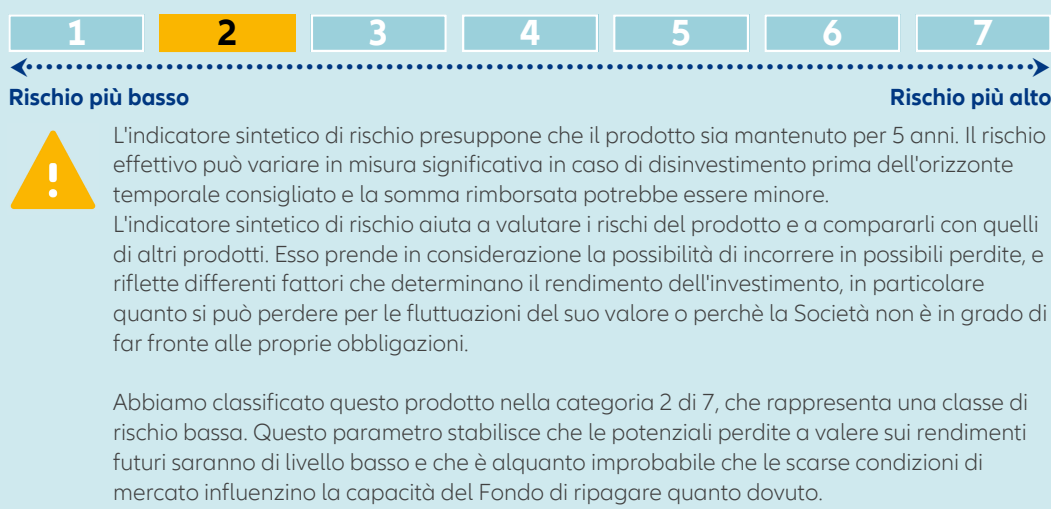 1 2 3 4 5 6 7
Rischio più basso Rischio più alto
L'indicatore sintetico di rischio presuppone che il prodotto sia mantenuto per 5 anni. Il rischio
effettivo può variare in misura significativa in caso di disinvestimento prima dell'orizzonte
temporale consigliato e la somma rimborsata potrebbe essere minore.
L'indicatore sintetico di rischio aiuta a valutare i rischi del prodotto e a compararli con quelli
di altri prodotti. Esso prende in considerazione la possibilità di incorrere in possibili perdite, e
riflette differenti fattori che determinano il rendimento dell'investimento, in particolare
quanto si può perdere per le fluttuazioni del suo valore o perchè la Società non è in grado di
far fronte alle proprie obbligazioni.
Abbiamo classificato questo prodotto nella categoria 2 di 7, che rappresenta una classe di
rischio bassa. Questo parametro stabilisce che le potenziali perdite a valere sui rendimenti
futuri saranno di livello basso e che è alquanto improbabile che le scarse condizioni di
mercato influenzino la capacità del Fondo di ripagare quanto dovuto.